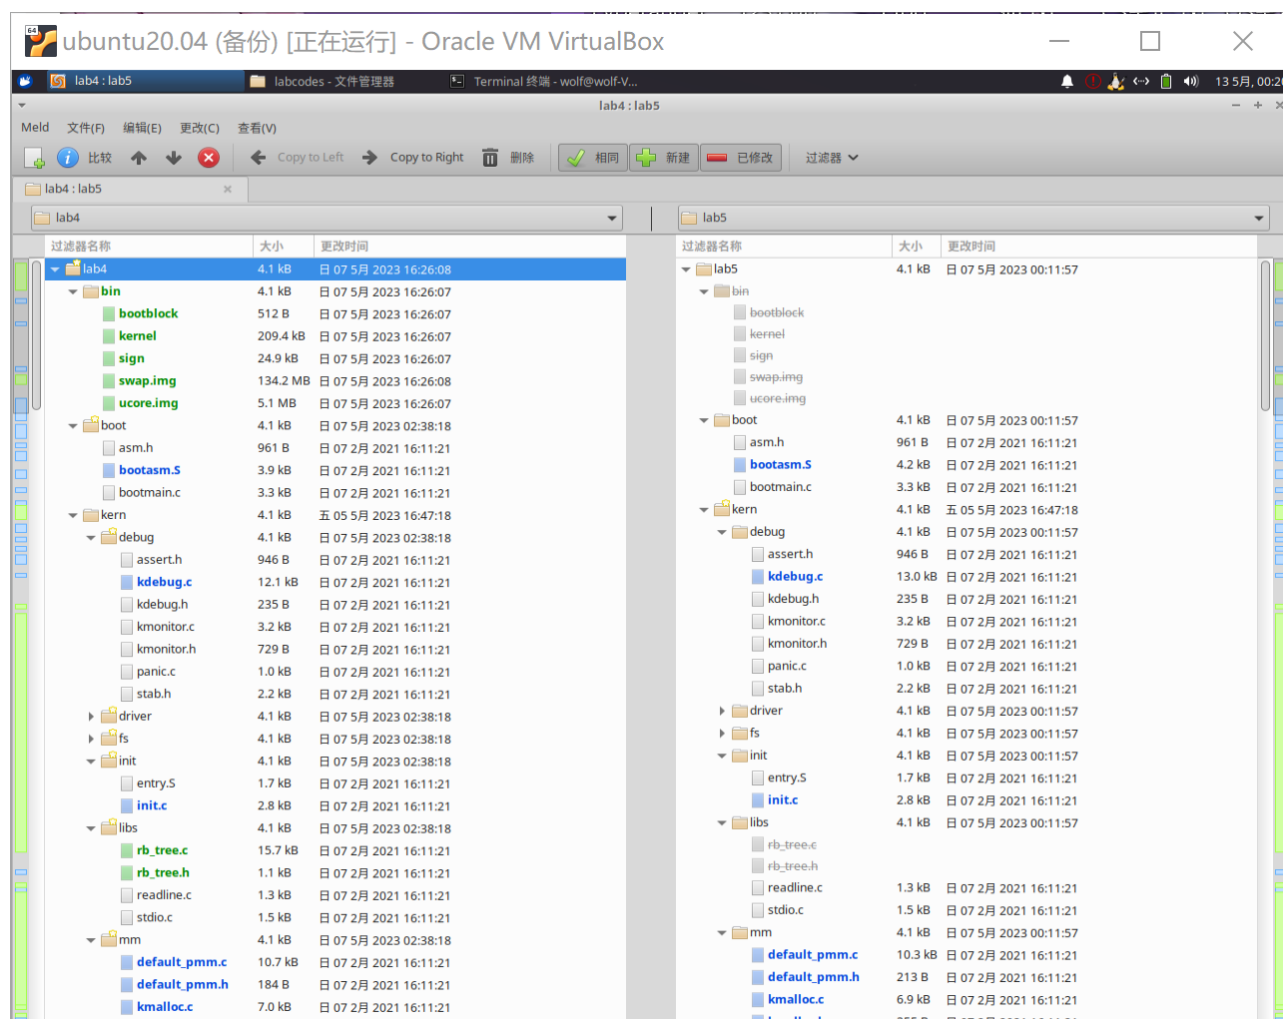 64
ubuntu20.04 (备份) [正在运行] - Oracle VM VirtualBox
lab4 : lab5
labcodes - 文件管理器
Terminal 终端 - wolf@wolf-V...
13 5月, 00:20
lab4 : lab5
Meld 文件(F) 编辑(E) 更改(C) 查看(V)
比较 Copy to Left Copy to Right 删除 相同 新建 已修改 过滤器
lab4 : lab5
lab4
过滤器名称 大小 更改时间
lab4 4.1 kB 日 07 5月 2023 16:26:08
bin 4.1 kB 日 07 5月 2023 16:26:07
bootblock 512 B 日 07 5月 2023 16:26:07
kernel 209.4 kB 日 07 5月 2023 16:26:07
sign 24.9 kB 日 07 5月 2023 16:26:07
swap.img 134.2 MB 日 07 5月 2023 16:26:08
ucore.img 5.1 MB 日 07 5月 2023 16:26:07
boot 4.1 kB 日 07 5月 2023 02:38:18
asm.h 961 B 日 07 2月 2021 16:11:21
bootasm.S 3.9 kB 日 07 2月 2021 16:11:21
bootmain.c 3.3 kB 日 07 2月 2021 16:11:21
kern 4.1 kB 五 05 5月 2023 16:47:18
debug 4.1 kB 日 07 5月 2023 02:38:18
assert.h 946 B 日 07 2月 2021 16:11:21
kdebug.c 12.1 kB 日 07 2月 2021 16:11:21
kdebug.h 235 B 日 07 2月 2021 16:11:21
kmonitor.c 3.2 kB 日 07 2月 2021 16:11:21
kmonitor.h 729 B 日 07 2月 2021 16:11:21
panic.c 1.0 kB 日 07 2月 2021 16:11:21
stab.h 2.2 kB 日 07 2月 2021 16:11:21
driver 4.1 kB 日 07 5月 2023 02:38:18
fs 4.1 kB 日 07 5月 2023 02:38:18
init 4.1 kB 日 07 5月 2023 02:38:18
entry.S 1.7 kB 日 07 2月 2021 16:11:21
init.c 2.8 kB 日 07 2月 2021 16:11:21
libs 4.1 kB 日 07 5月 2023 02:38:18
rb_tree.c 15.7 kB 日 07 2月 2021 16:11:21
rb_tree.h 1.1 kB 日 07 2月 2021 16:11:21
readline.c 1.3 kB 日 07 2月 2021 16:11:21
stdio.c 1.5 kB 日 07 2月 2021 16:11:21
mm 4.1 kB 日 07 5月 2023 02:38:18
default_pmm.c 10.7 kB 日 07 2月 2021 16:11:21
default_pmm.h 184 B 日 07 2月 2021 16:11:21
kmalloc.c 7.0 kB 日 07 2月 2021 16:11:21
lab5
过滤器名称 大小 更改时间
lab5 4.1 kB 日 07 5月 2023 00:11:57
bin
bootblock
kernel
sign
swap.img
ucore.img
boot 4.1 kB 日 07 5月 2023 00:11:57
asm.h 961 B 日 07 2月 2021 16:11:21
bootasm.S 4.2 kB 日 07 2月 2021 16:11:21
bootmain.c 3.3 kB 日 07 2月 2021 16:11:21
kern 4.1 kB 五 05 5月 2023 16:47:18
debug 4.1 kB 日 07 5月 2023 00:11:57
assert.h 946 B 日 07 2月 2021 16:11:21
kdebug.c 13.0 kB 日 07 2月 2021 16:11:21
kdebug.h 235 B 日 07 2月 2021 16:11:21
kmonitor.c 3.2 kB 日 07 2月 2021 16:11:21
kmonitor.h 729 B 日 07 2月 2021 16:11:21
panic.c 1.0 kB 日 07 2月 2021 16:11:21
stab.h 2.2 kB 日 07 2月 2021 16:11:21
driver 4.1 kB 日 07 5月 2023 00:11:57
fs 4.1 kB 日 07 5月 2023 00:11:57
init 4.1 kB 日 07 5月 2023 00:11:57
entry.S 1.7 kB 日 07 2月 2021 16:11:21
init.c 2.8 kB 日 07 2月 2021 16:11:21
libs 4.1 kB 日 07 5月 2023 00:11:57
rb_tree.c
rb_tree.h
readline.c 1.3 kB 日 07 2月 2021 16:11:21
stdio.c 1.5 kB 日 07 2月 2021 16:11:21
mm 4.1 kB 日 07 5月 2023 00:11:57
default_pmm.c 10.3 kB 日 07 2月 2021 16:11:21
default_pmm.h 213 B 日 07 2月 2021 16:11:21
kmalloc.c 6.9 kB 日 07 2月 2021 16:11:21